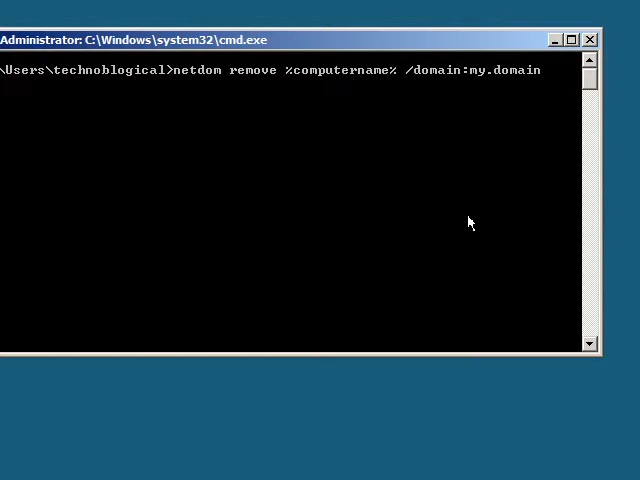 Administrator: C:\Windows\system32\cmd.exe
\Users\technoblogical>netdom remove %computername% /domain:my.domain